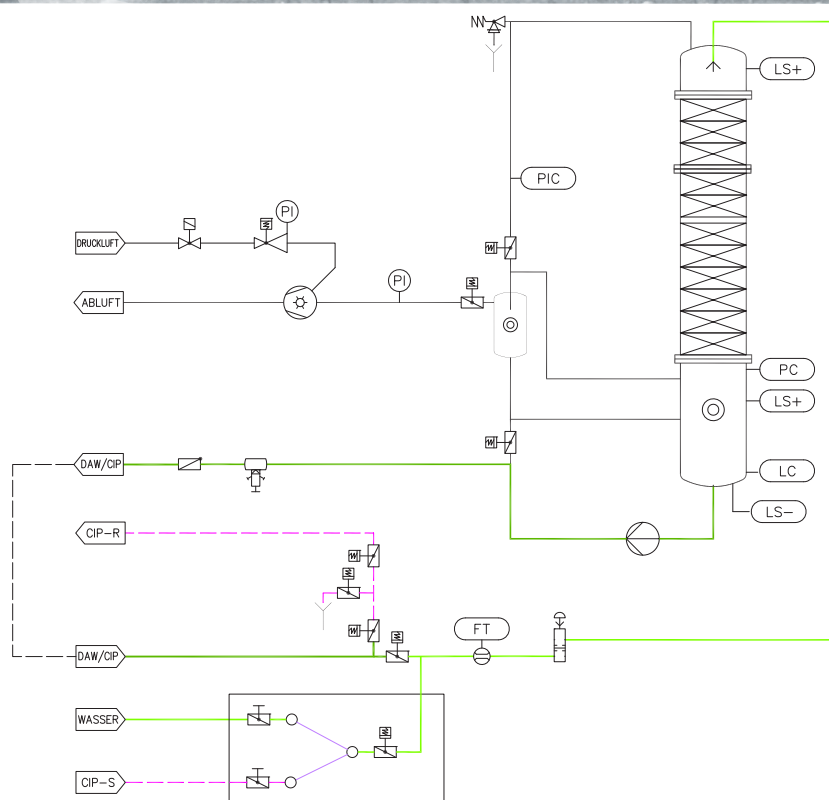 LS+
PIC
PI
DRUCKLUFT
PI
ABLUFT
PC
LS+
DAW/CIP
LC
LS−
CIP-R
FT
DAW/CIP
WASSER
CIP-S